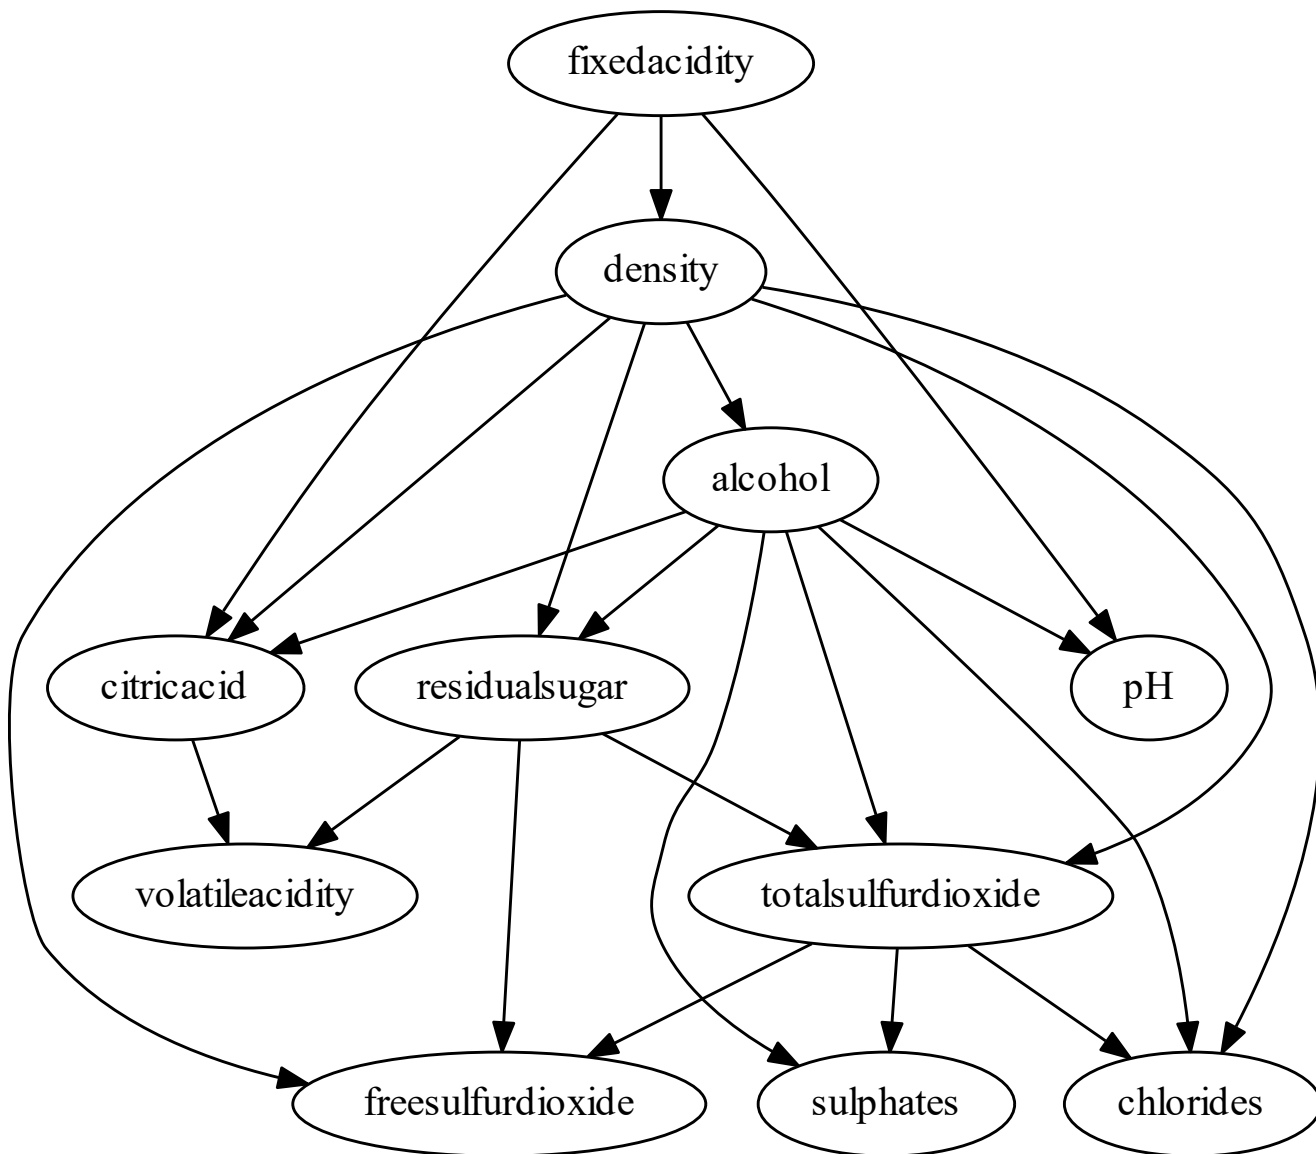 fixedacidity
density
alcohol
citricacid
residualsugar
pH
volatileacidity
totalsulfurdioxide
freesulfurdioxide
sulphates
chlorides